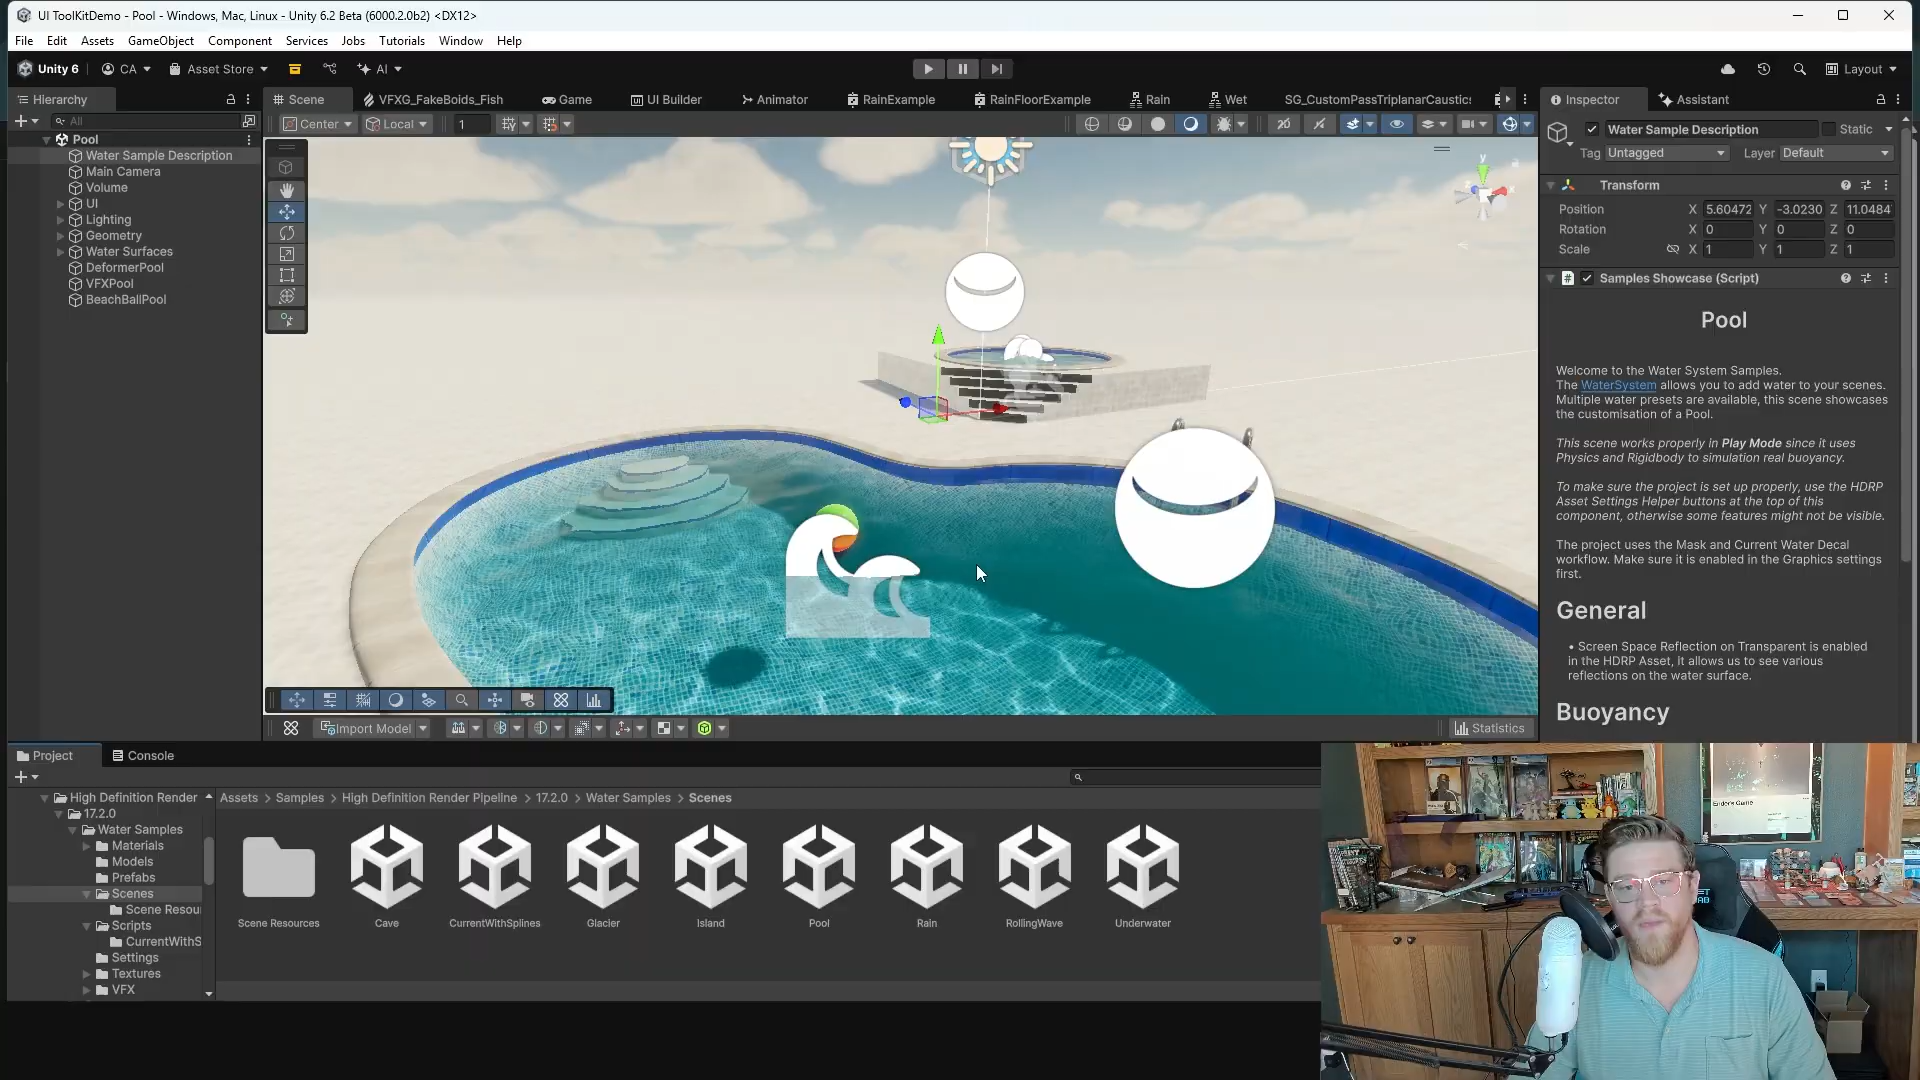 UI ToolKitDemo - Pool - Windows, Mac, Linux - Unity 6.2 Beta (6000.2.0b2) <DX12>
File Edit Assets GameObject Component Services Jobs Tutorials Window Help
Unity 6 CA Asset Store AI Layout
Hierarchy
All
Pool
Water Sample Description
Main Camera
Volume
UI
Lighting
Geometry
Water Surfaces
DeformerPool
VFXPool
BeachBallPool
Scene VFXG_FakeBoids_Fish Game UI Builder Animator RainExample RainFloorExample Rain Wet SG_CustomPassTriplanarCaustics
Center Local 1 2D
y
Import Model Statistics
Inspector Assistant
Water Sample Description Static
Tag Untagged Layer Default
Transform
Position X 5.60472 Y -3.0230 Z 11.0484
Rotation X 0 Y 0 Z 0
Scale X 1 Y 1 Z 1
# Samples Showcase (Script)
Pool
Welcome to the Water System Samples.
The WaterSystem allows you to add water to your scenes.
Multiple water presets are available, this scene showcases
the customisation of a Pool.
This scene works properly in Play Mode since it uses
Physics and Rigidbody to simulation real buoyancy.
To make sure the project is set up properly, use the HDRP
Asset Settings Helper buttons at the top of this
component, otherwise some features might not be visible.
The project uses the Mask and Current Water Decal
workflow. Make sure it is enabled in the Graphics settings
first.
General
• Screen Space Reflection on Transparent is enabled
in the HDRP Asset, It allows us to see various
reflections on the water surface.
Buoyancy
Project Console
High Definition Render
17.2.0
Water Samples
Materials
Models
Prefabs
Scenes
Scene Resou
Scripts
CurrentWithS
Settings
Textures
VFX
Assets > Samples > High Definition Render Pipeline > 17.2.0 > Water Samples > Scenes
Scene Resources Cave CurrentWithSplines Glacier Island Pool Rain RollingWave Underwater
Ender's Game